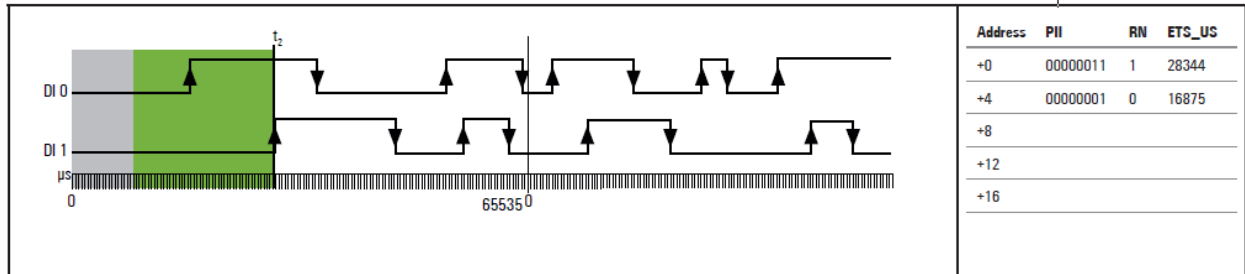 t2
DI 0
DI 1
µs
0
65535 0
Address PII RN ETS_US
+0 00000011 1 28344
+4 00000001 0 16875
+8
+12
+16